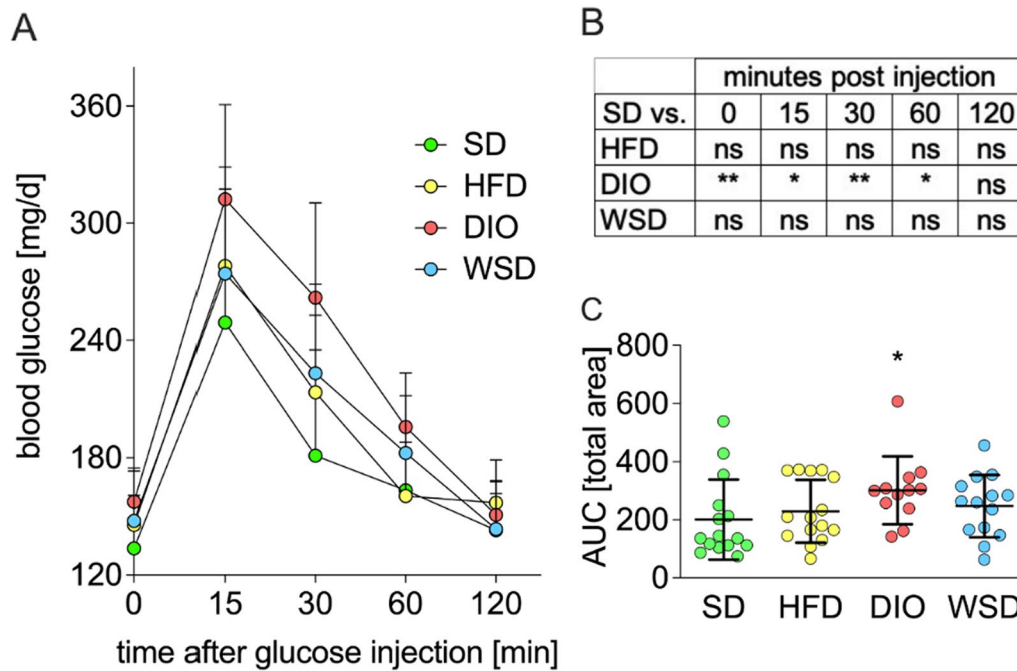 A
blood glucose [mg/d]
360
300
240
180
120
0 15 30 60 120
time after glucose injection [min]
SD
HFD
DIO
WSD
B
minutes post injection
SD vs. 0 15 30 60 120
HFD ns ns ns ns ns
DIO ** * ** * ns
WSD ns ns ns ns ns
C
AUC [total area]
800
600
400
200
0
*
SD HFD DIO WSD